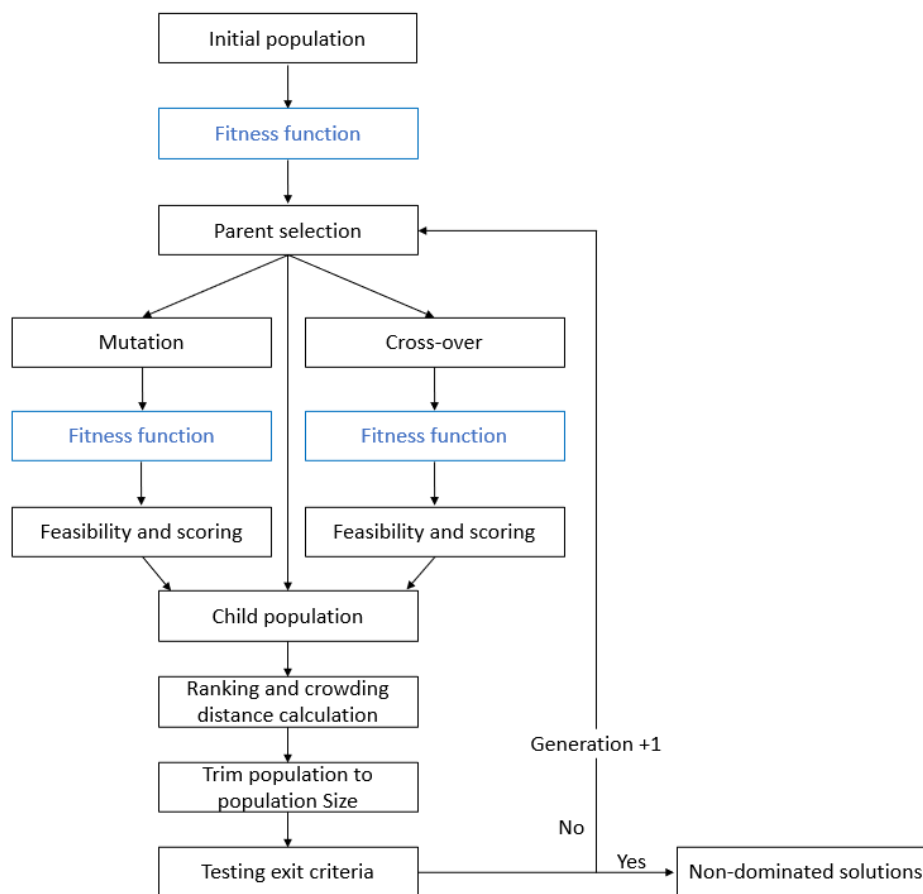 Initial population
Fitness function
Parent selection
Mutation
Cross-over
Fitness function
Fitness function
Feasibility and scoring
Feasibility and scoring
Child population
Ranking and crowding
distance calculation
Generation +1
Trim population to
population Size
No
Testing exit criteria
Yes
Non-dominated solutions